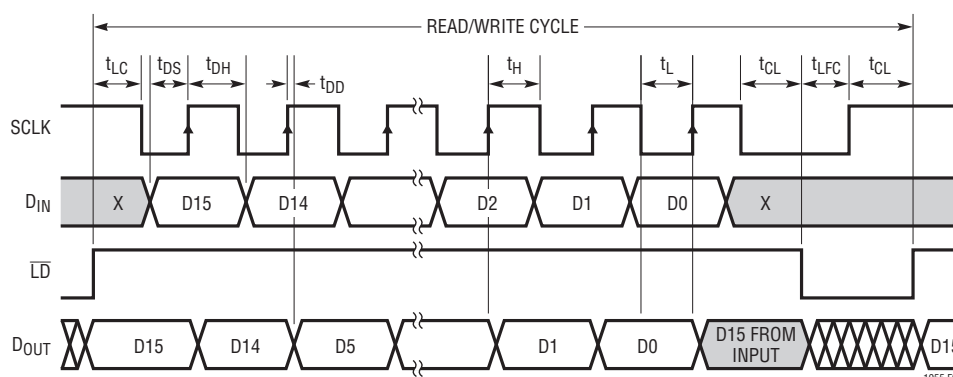 READ/WRITE CYCLE
tLC tDS tDH tDD tH tL tCL tLFC tCL
SCLK
DIN X D15 D14 D2 D1 D0 X
LD
DOUT D15 D14 D5 D1 D0 D15 FROM INPUT D15